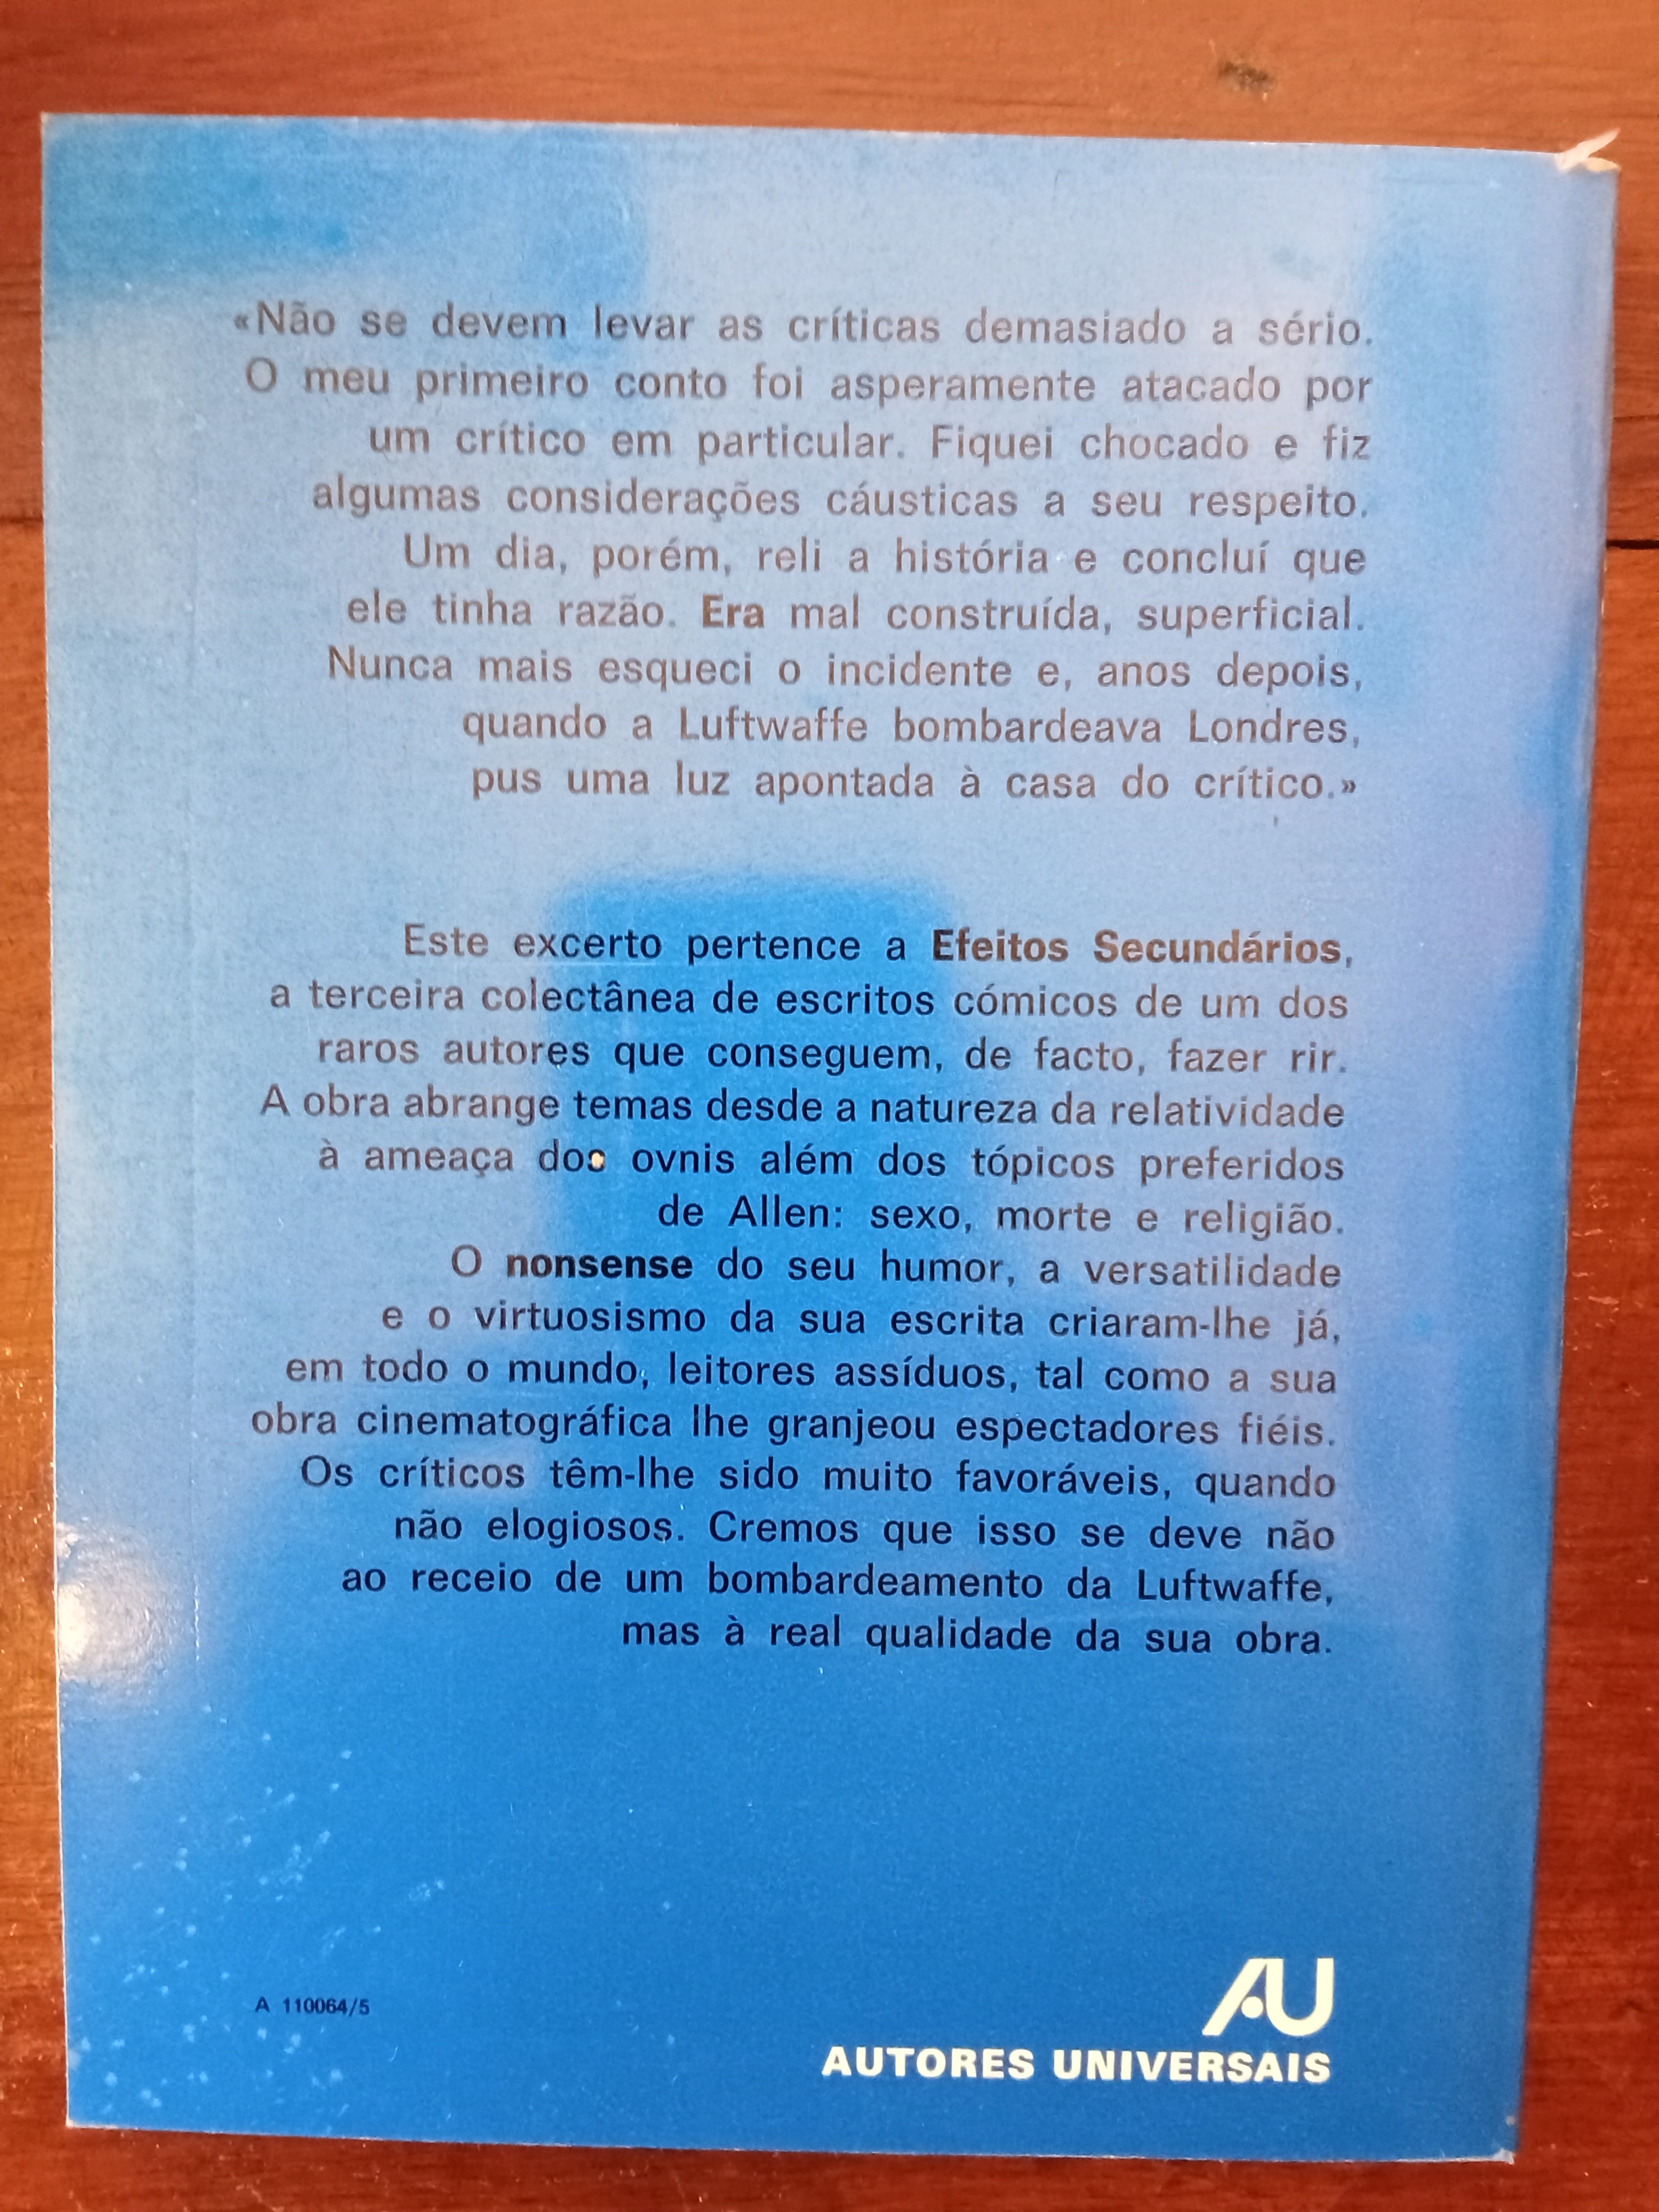 «Não se devem levar as críticas demasiado a sério.
O meu primeiro conto foi asperamente atacado por
um crítico em particular. Fiquei chocado e fiz
algumas considerações cáusticas a seu respeito.
Um dia, porém, reli a história e concluí que
ele tinha razão. Era mal construída, superficial.
Nunca mais esqueci o incidente e, anos depois,
quando a Luftwaffe bombardeava Londres,
pus uma luz apontada à casa do crítico.»
Este excerto pertence a Efeitos Secundários,
a terceira colectânea de escritos cómicos de um dos
raros autores que conseguem, de facto, fazer rir.
A obra abrange temas desde a natureza da relatividade
à ameaça dos ovnis além dos tópicos preferidos
de Allen: sexo, morte e religião.
O nonsense do seu humor, a versatilidade
e o virtuosismo da sua escrita criaram-lhe já,
em todo o mundo, leitores assíduos, tal como a sua
obra cinematográfica lhe granjeou espectadores fiéis.
Os críticos têm-lhe sido muito favoráveis, quando
não elogiosos. Cremos que isso se deve não
ao receio de um bombardeamento da Luftwaffe,
mas à real qualidade da sua obra.
A 110064/5
AU
AUTORES UNIVERSAIS